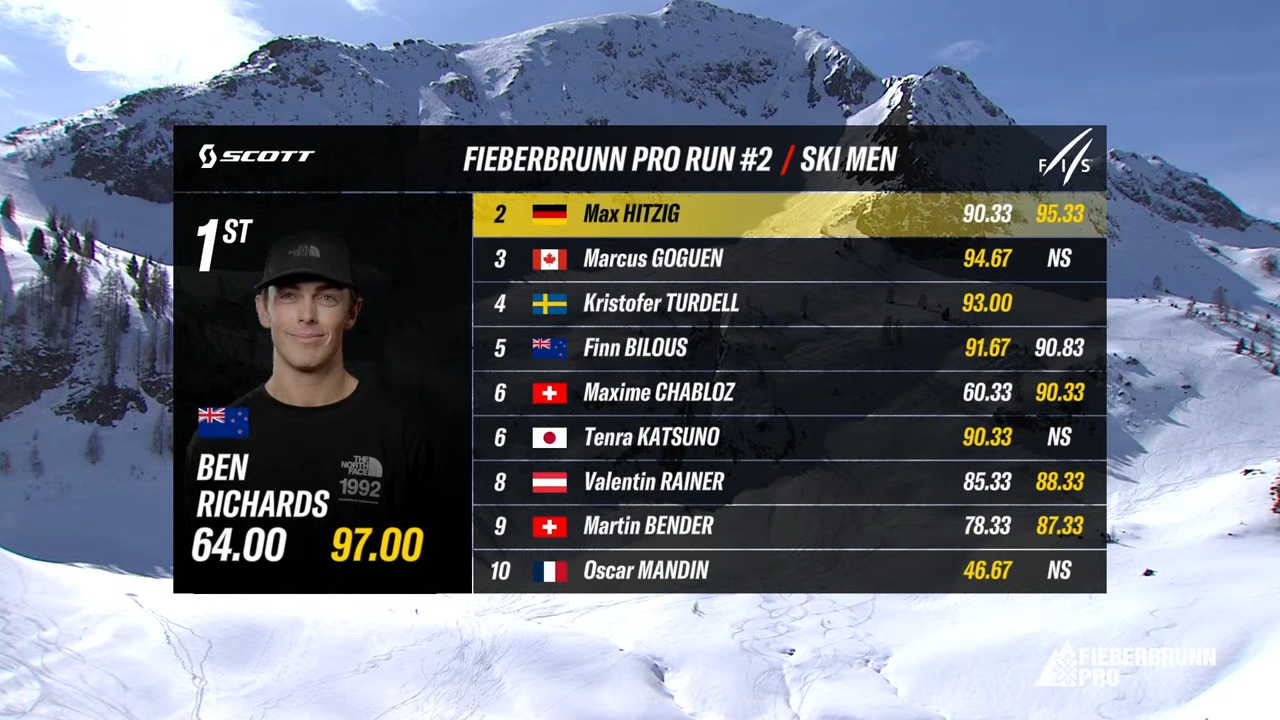 SCOTT
FIEBERBRUNN PRO RUN #2 / SKI MEN
FIS
1ST
THE NORTH FACE
1992
BEN
RICHARDS
64.00 97.00
2 Max HITZIG 90.33 95.33
3 Marcus GOGUEN 94.67 NS
4 Kristofer TURDELL 93.00
5 Finn BILOUS 91.67 90.83
6 Maxime CHABLOZ 60.33 90.33
6 Tenra KATSUNO 90.33 NS
8 Valentin RAINER 85.33 88.33
9 Martin BENDER 78.33 87.33
10 Oscar MANDIN 46.67 NS
FIEBERBRUNN
PRO